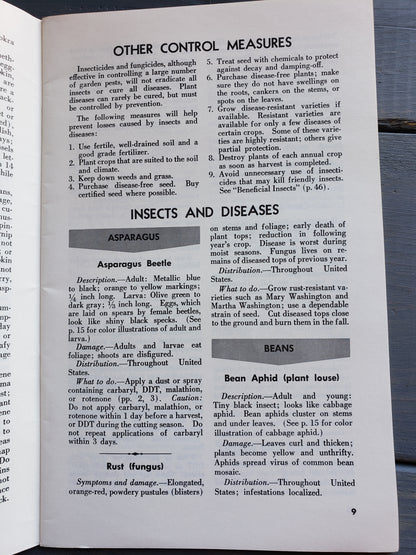 OTHER CONTROL MEASURES
Insecticides and fungicides, although
effective in controlling a large number
of garden pests, will not eradicate all
insects or cure all diseases. Plant
diseases can rarely be cured, but must
be controlled by prevention.
The following measures will help
prevent losses caused by insects and
diseases:
1. Use fertile, well-drained soil and a
good grade fertilizer.
2. Plant crops that are suited to the soil
and climate.
3. Keep down weeds and grass.
4. Purchase disease-free seed. Buy
certified seed where possible.
5. Treat seed with chemicals to protect
against decay and damping-off.
6. Purchase disease-free plants; make
sure they do not have swellings on
the roots, cankers on the stems, or
spots on the leaves.
7. Grow disease-resistant varieties if
available. Resistant varieties are
available for only a few diseases of
certain crops. Some of these varie-
ties are highly resistant; others give
partial protection.
8. Destroy plants of each annual crop
as soon as harvest is completed.
9. Avoid unnecessary use of insecti-
cides that may kill friendly insects.
See "Beneficial Insects" (p. 46).
INSECTS AND DISEASES
ASPARAGUS
Asparagus Beetle
Description.—Adult: Metallic blue
to black; orange to yellow markings;
¼ inch long. Larva: Olive green to
dark gray; ⅓ inch long. Eggs, which
are laid on spears by female beetles,
look like shiny black specks. (See
p. 15 for color illustrations of adult and
larva.)
Damage.—Adults and larvae eat
foliage; shoots are disfigured.
Distribution.—Throughout United
States.
What to do.—Apply a dust or spray
containing carbaryl, DDT, malathion,
or rotenone (pp. 2, 3). Caution:
Do not apply carbaryl, malathion, or
rotenone within 1 day before a harvest,
or DDT during the cutting season. Do
not repeat applications of carbaryl
within 3 days.
Rust (fungus)
Symptoms and damage.—Elongated,
orange-red, powdery pustules (blisters)
on stems and foliage; early death of
plant tops; reduction in following
year's crop. Disease is worst during
moist seasons. Fungus lives on re-
mains of diseased tops of previous year.
Distribution.—Throughout United
States.
What to do.—Grow rust-resistant va-
rieties such as Mary Washington and
Martha Washington; use a dependable
strain of seed. Cut diseased tops close
to the ground and burn them in the fall.
BEANS
Bean Aphid (plant louse)
Description.—Adult and young:
Tiny black insect; looks like cabbage
aphid. Bean aphids cluster on stems
and under leaves. (See p. 15 for color
illustration of cabbage aphid.)
Damage.—Leaves curl and thicken;
plants become yellow and unthrifty.
Aphids spread virus of common bean
mosaic.
Distribution.—Throughout United
States; infestations localized.
9